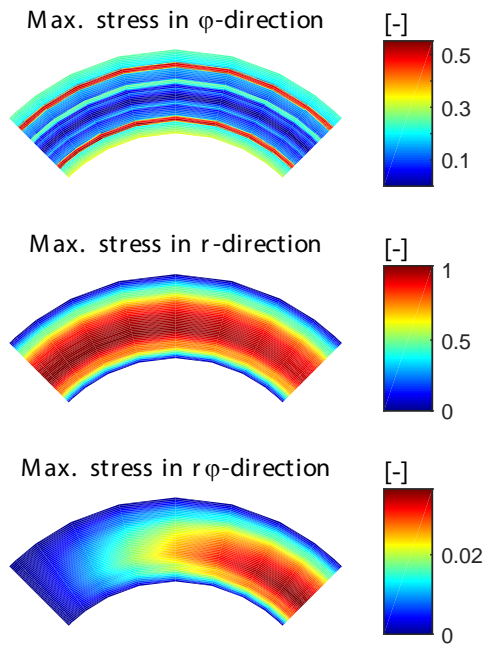 Max. stress in φ-direction [-]
0.5
0.3
0.1
Max. stress in r-direction [-]
1
0.5
0
Max. stress in rφ-direction [-]
0.02
0